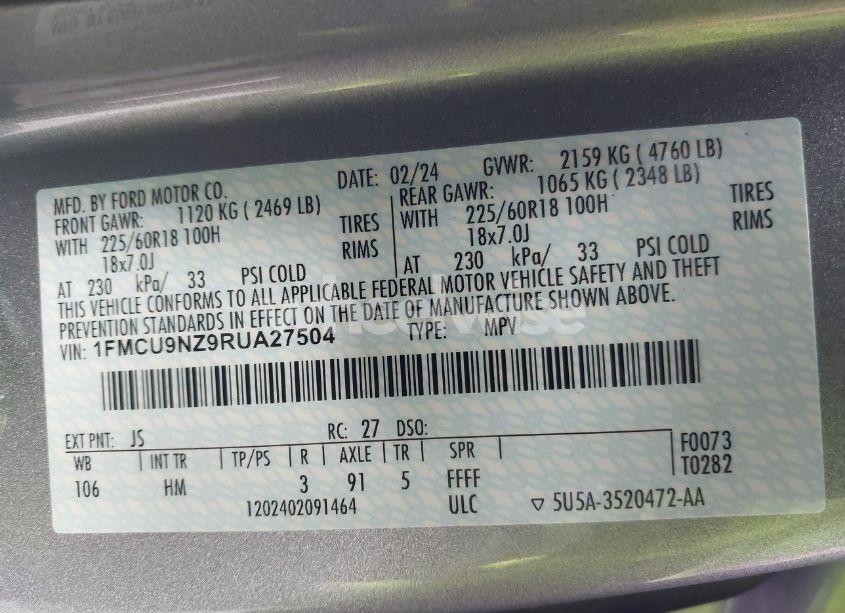 MFD. BY FORD MOTOR CO. DATE: 02/24 GVWR: 2159 KG ( 4760 LB)
FRONT GAWR: 1120 KG ( 2469 LB) REAR GAWR: 1065 KG ( 2348 LB)
WITH 225/60R18 100H TIRES WITH 225/60R18 100H TIRES
18x7.0J RIMS 18x7.0J RIMS
AT 230 kPa/ 33 PSI COLD AT 230 kPa/ 33 PSI COLD
THIS VEHICLE CONFORMS TO ALL APPLICABLE FEDERAL MOTOR VEHICLE SAFETY AND THEFT
PREVENTION STANDARDS IN EFFECT ON THE DATE OF MANUFACTURE SHOWN ABOVE.
VIN: 1FMCU9NZ9RUA27504 TYPE: MPV
EXT PNT: JS RC: 27 DSO:
WB INT TR TP/PS R AXLE TR SPR F0073
106 HM 3 91 5 FFFF T0282
1202402091464 ULC ▽ 5U5A-3520472-AA